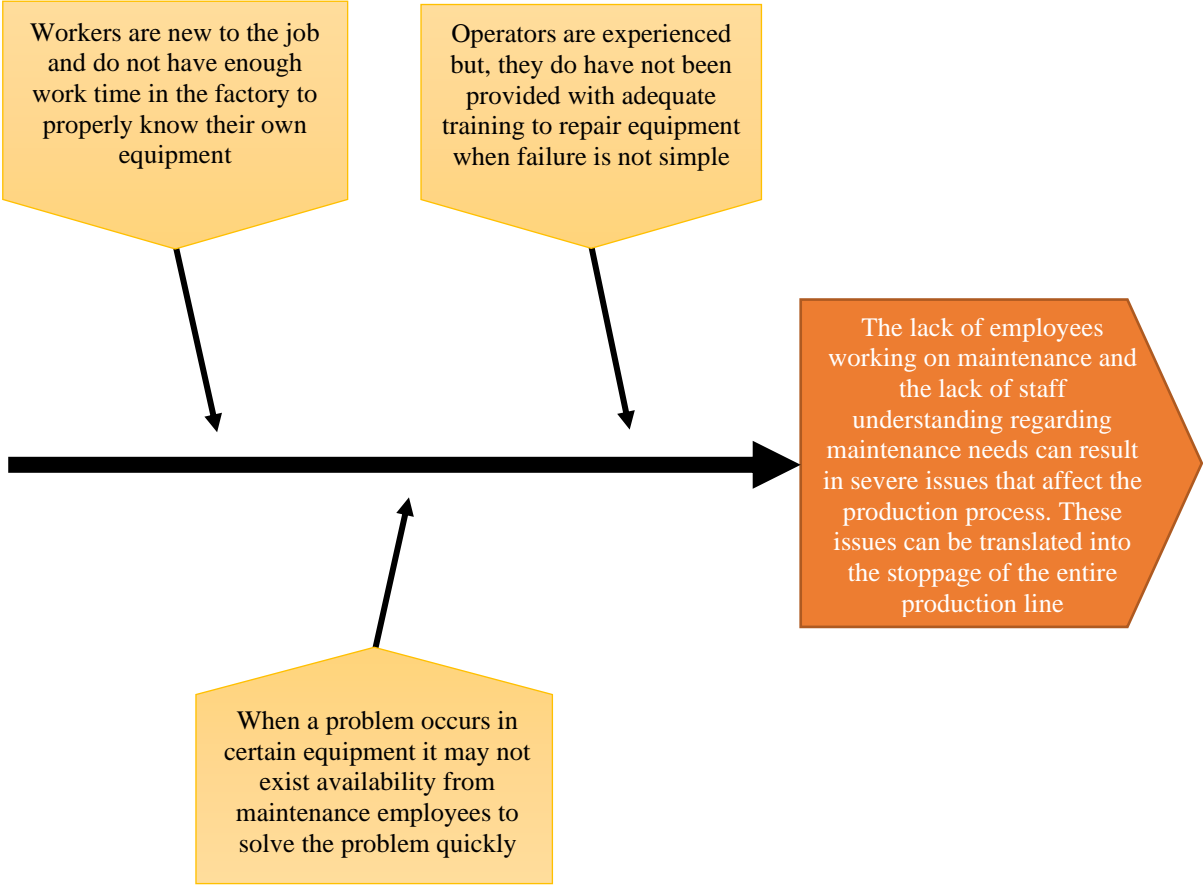 Workers are new to the job
and do not have enough
work time in the factory to
properly know their own
equipment
Operators are experienced
but, they do have not been
provided with adequate
training to repair equipment
when failure is not simple
The lack of employees
working on maintenance and
the lack of staff
understanding regarding
maintenance needs can result
in severe issues that affect the
production process. These
issues can be translated into
the stoppage of the entire
production line
When a problem occurs in
certain equipment it may not
exist availability from
maintenance employees to
solve the problem quickly